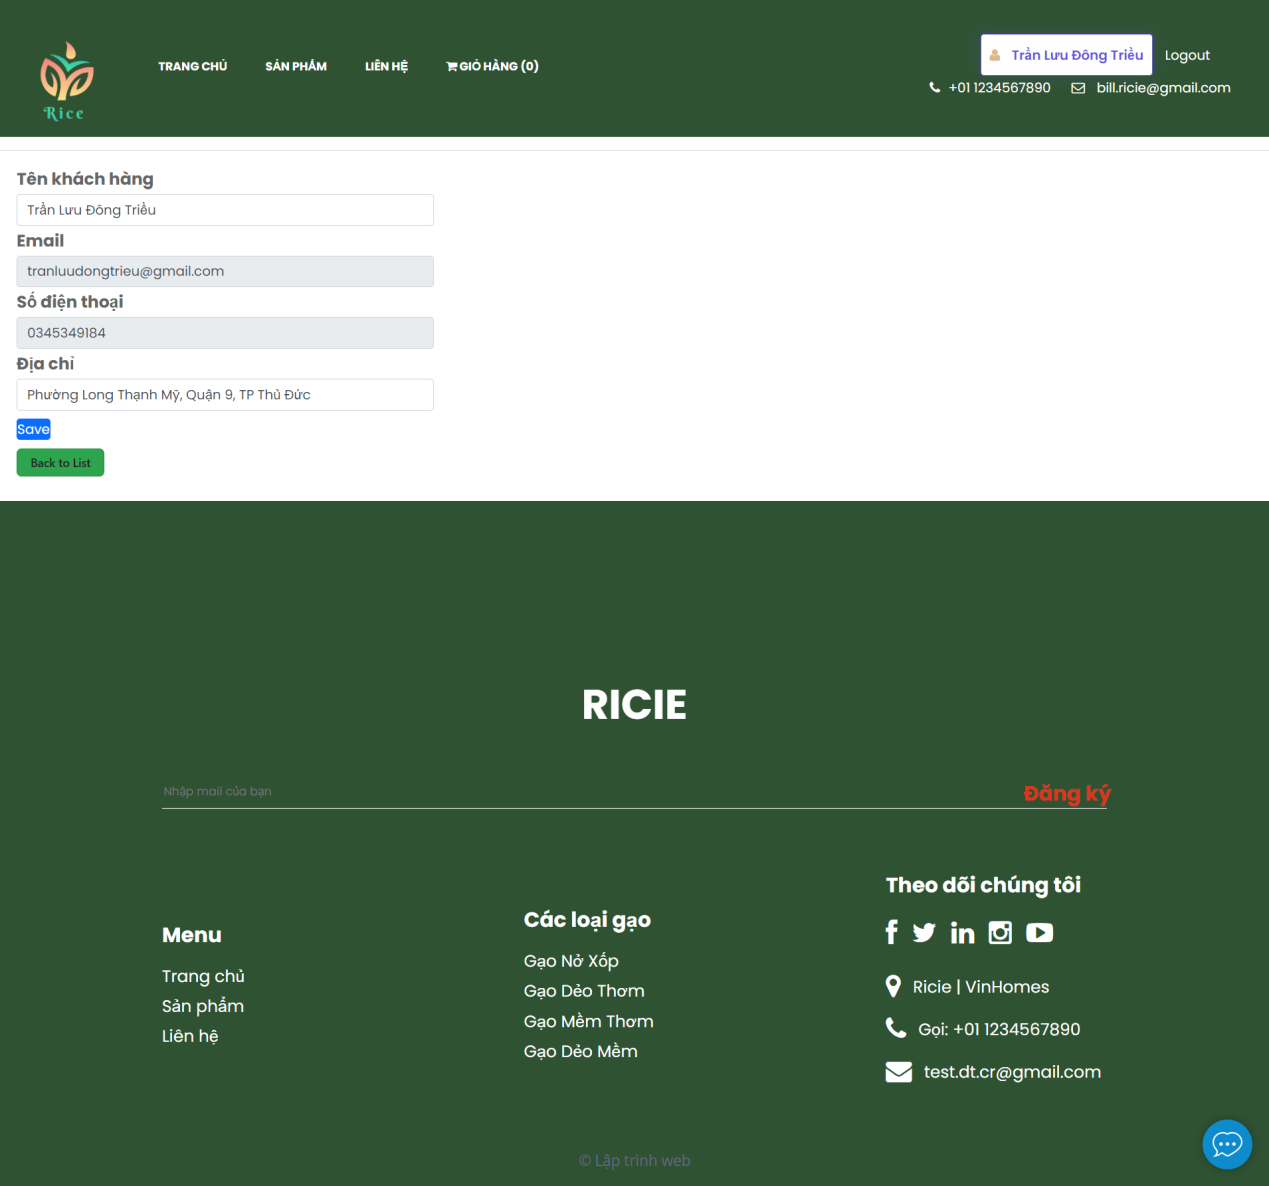 Rice
TRANG CHỦ
SẢN PHẨM
LIÊN HỆ
GIỎ HÀNG (0)
Trần Lưu Đông Triều
Logout
+01 1234567890
bill.ricie@gmail.com
Tên khách hàng
Trần Lưu Đông Triều
Email
tranluudongtrieu@gmail.com
Số điện thoại
0345349184
Địa chỉ
Phường Long Thạnh Mỹ, Quận 9, TP Thủ Đức
Save
Back to List
RICIE
Nhập mail của bạn
Đăng ký
Menu
Trang chủ
Sản phẩm
Liên hệ
Các loại gạo
Gạo Nở Xốp
Gạo Dẻo Thơm
Gạo Mềm Thơm
Gạo Dẻo Mềm
Theo dõi chúng tôi
Ricie | VinHomes
Gọi: +01 1234567890
test.dt.cr@gmail.com
© Lập trình web